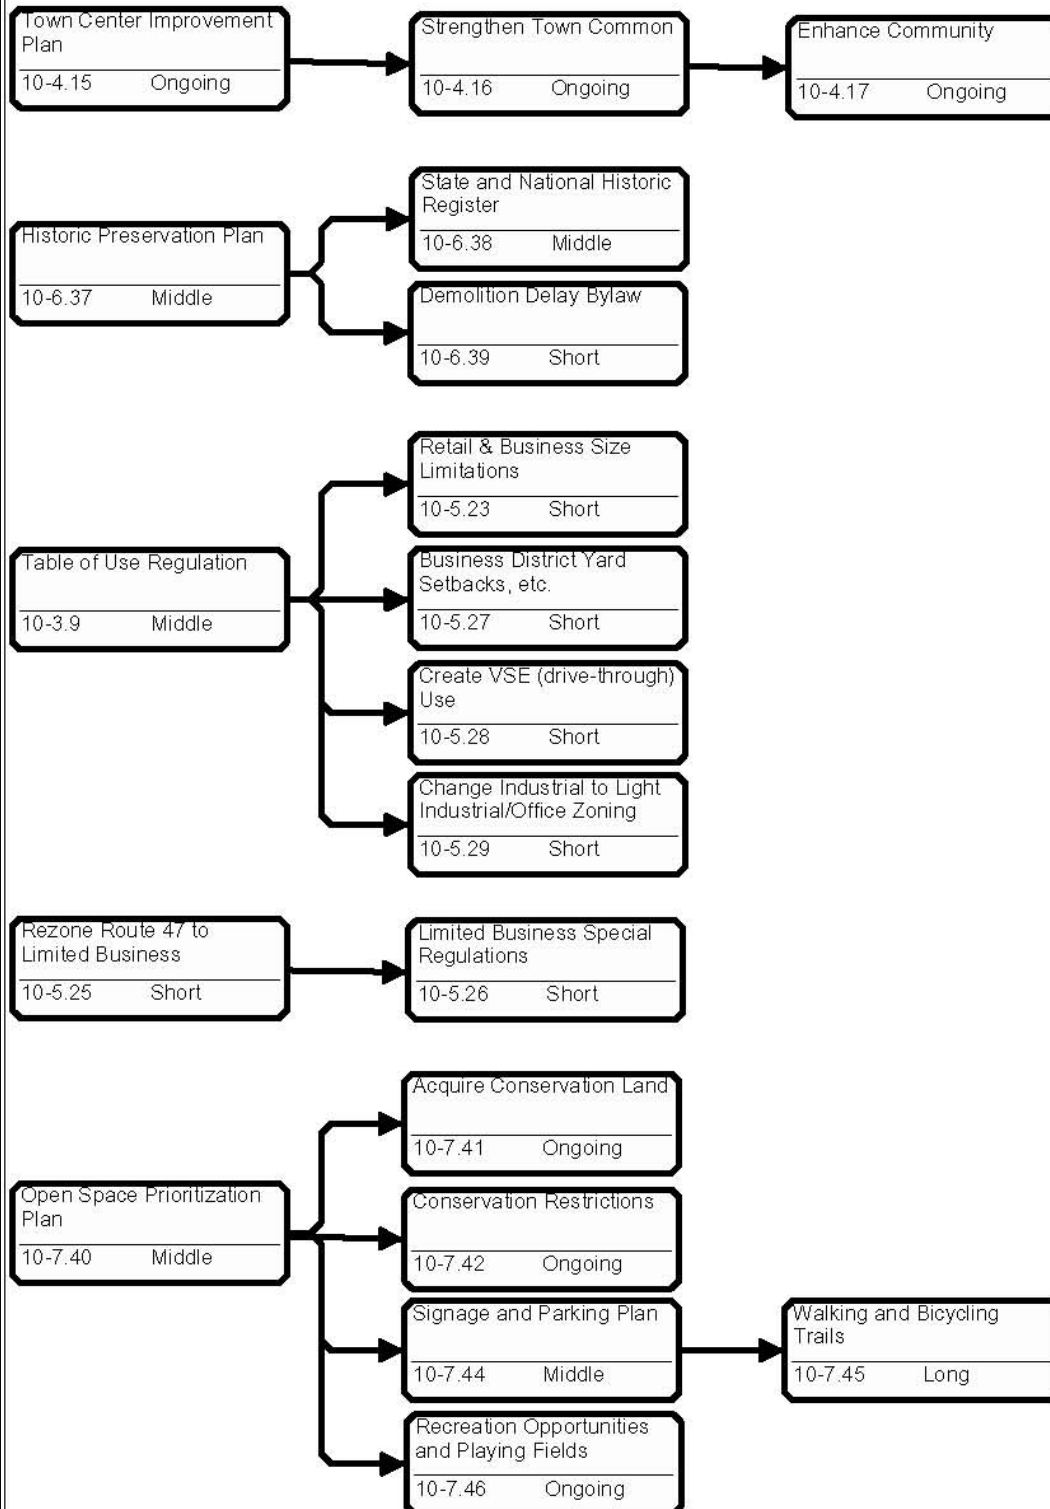 Town Center Improvement
Plan
10-4.15 Ongoing
Strengthen Town Common
10-4.16 Ongoing
Enhance Community
10-4.17 Ongoing
Historic Preservation Plan
10-6.37 Middle
State and National Historic
Register
10-6.38 Middle
Demolition Delay Bylaw
10-6.39 Short
Table of Use Regulation
10-3.9 Middle
Retail & Business Size
Limitations
10-5.23 Short
Business District Yard
Setbacks, etc.
10-5.27 Short
Create VSE (drive-through)
Use
10-5.28 Short
Change Industrial to Light
Industrial/Office Zoning
10-5.29 Short
Rezone Route 47 to
Limited Business
10-5.25 Short
Limited Business Special
Regulations
10-5.26 Short
Open Space Prioritization
Plan
10-7.40 Middle
Acquire Conservation Land
10-7.41 Ongoing
Conservation Restrictions
10-7.42 Ongoing
Signage and Parking Plan
10-7.44 Middle
Walking and Bicycling
Trails
10-7.45 Long
Recreation Opportunities
and Playing Fields
10-7.46 Ongoing